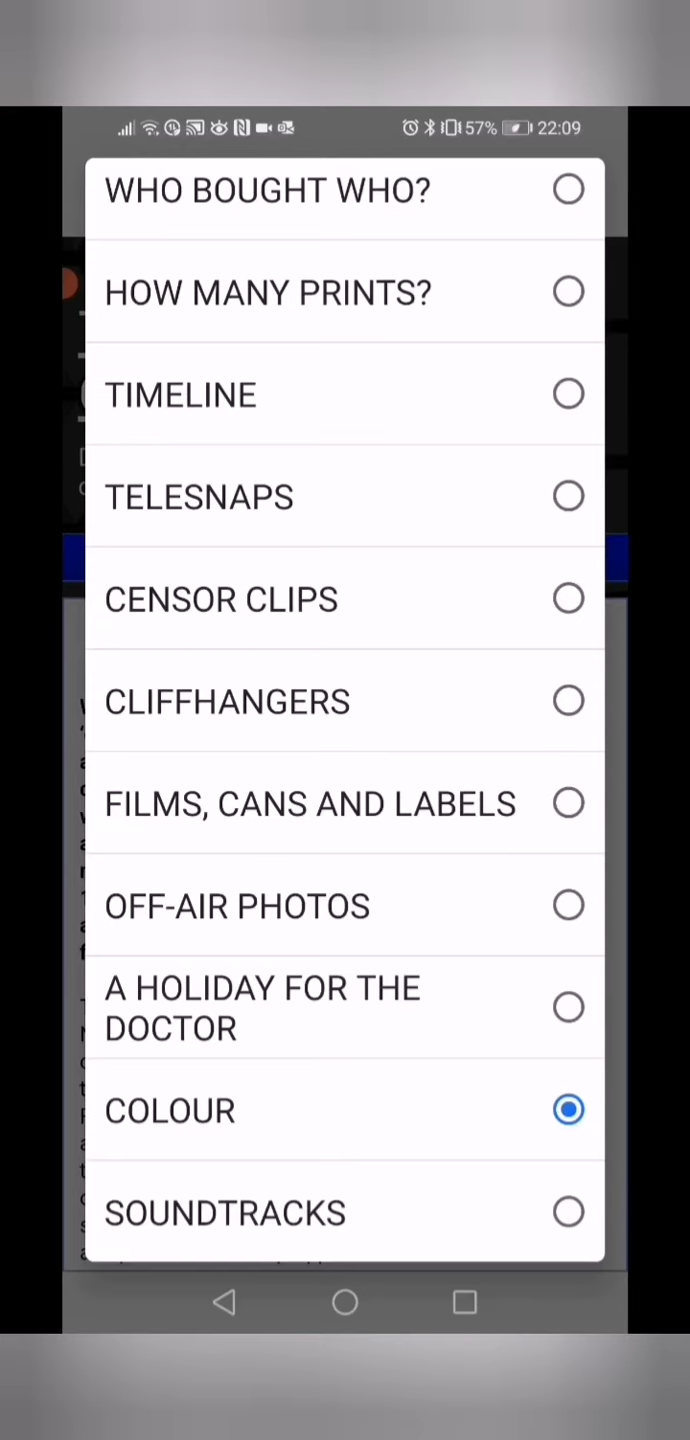 57% 22:09
WHO BOUGHT WHO?
HOW MANY PRINTS?
TIMELINE
TELESNAPS
CENSOR CLIPS
CLIFFHANGERS
FILMS, CANS AND LABELS
OFF-AIR PHOTOS
A HOLIDAY FOR THE
DOCTOR
COLOUR
SOUNDTRACKS